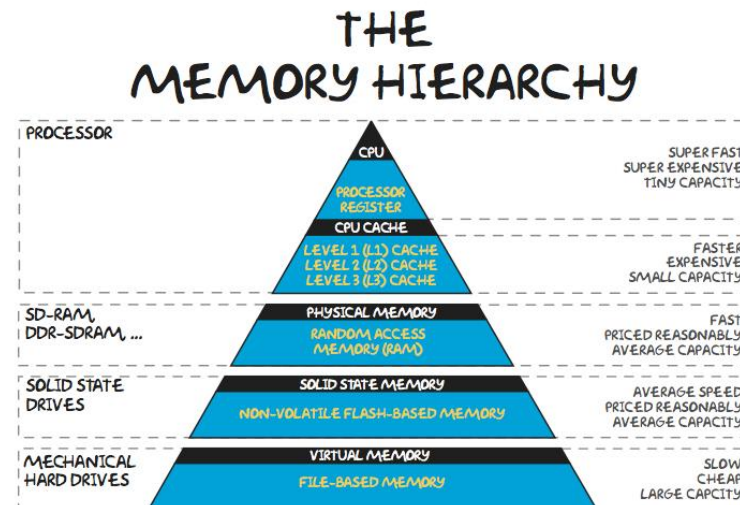 THE
MEMORY HIERARCHY
PROCESSOR
CPU
SUPER FAST
SUPER EXPENSIVE
TINY CAPACITY
PROCESSOR
REGISTER
CPU CACHE
LEVEL 1 (L1) CACHE
LEVEL 2 (L2) CACHE
LEVEL 3 (L3) CACHE
FASTER
EXPENSIVE
SMALL CAPACITY
SD-RAM,
DDR-SDRAM, ...
PHYSICAL MEMORY
RANDOM ACCESS
MEMORY (RAM)
FAST
PRICED REASONABLY
AVERAGE CAPACITY
SOLID STATE
DRIVES
SOLID STATE MEMORY
NON-VOLATILE FLASH-BASED MEMORY
AVERAGE SPEED
PRICED REASONABLY
AVERAGE CAPACITY
MECHANICAL
HARD DRIVES
VIRTUAL MEMORY
FILE-BASED MEMORY
SLOW
CHEAP
LARGE CAPCITY